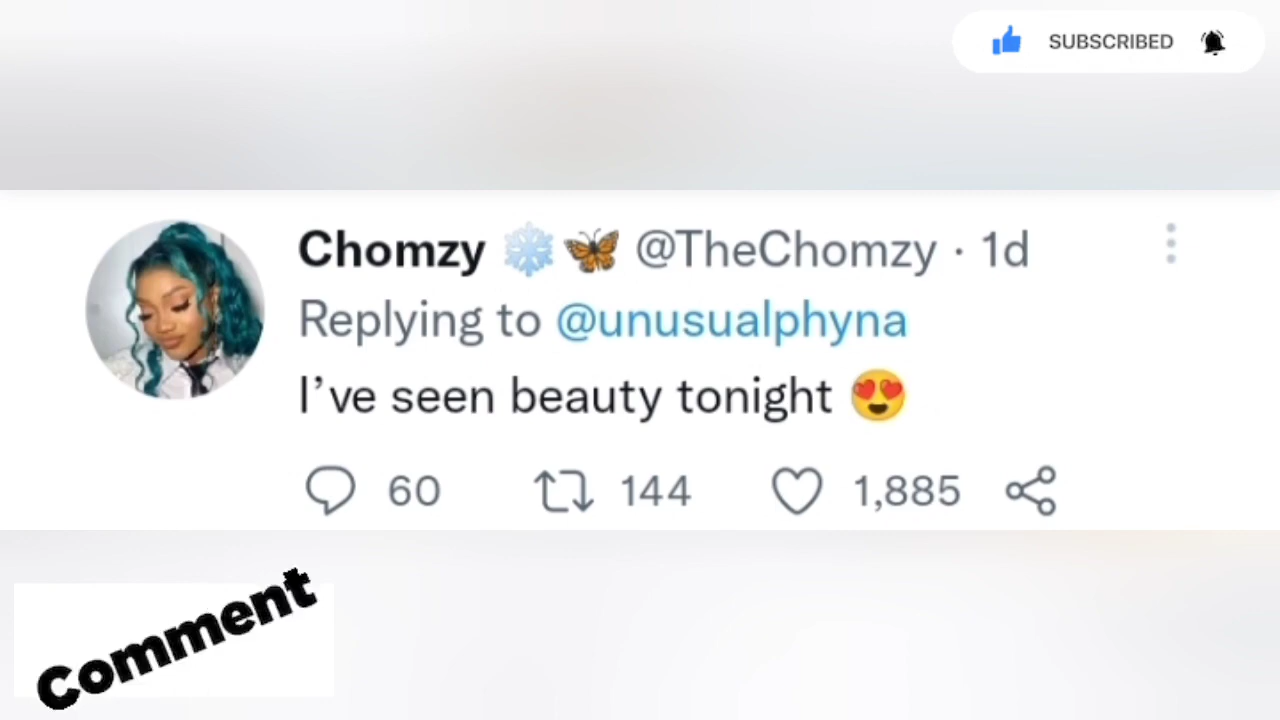 SUBSCRIBED
Chomzy ❄️🦋 @TheChomzy · 1d
Replying to @unusualphyna
I’ve seen beauty tonight 😍
60 144 1,885
Comment